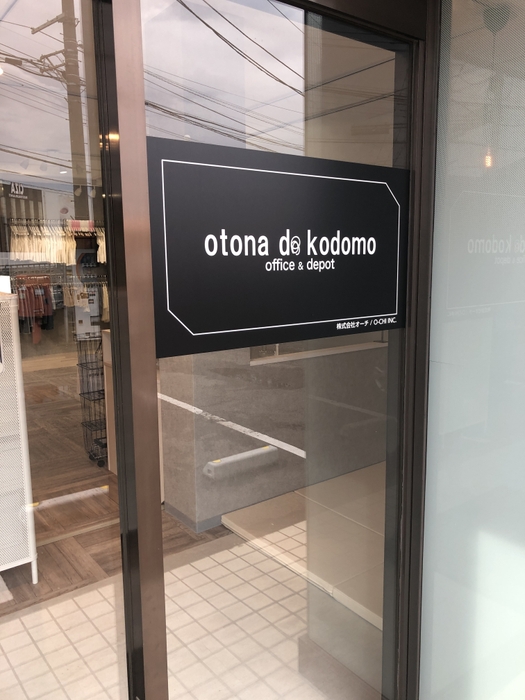 otona de kodomo
office & depot
株式会社オーチ / O-CHI INC.